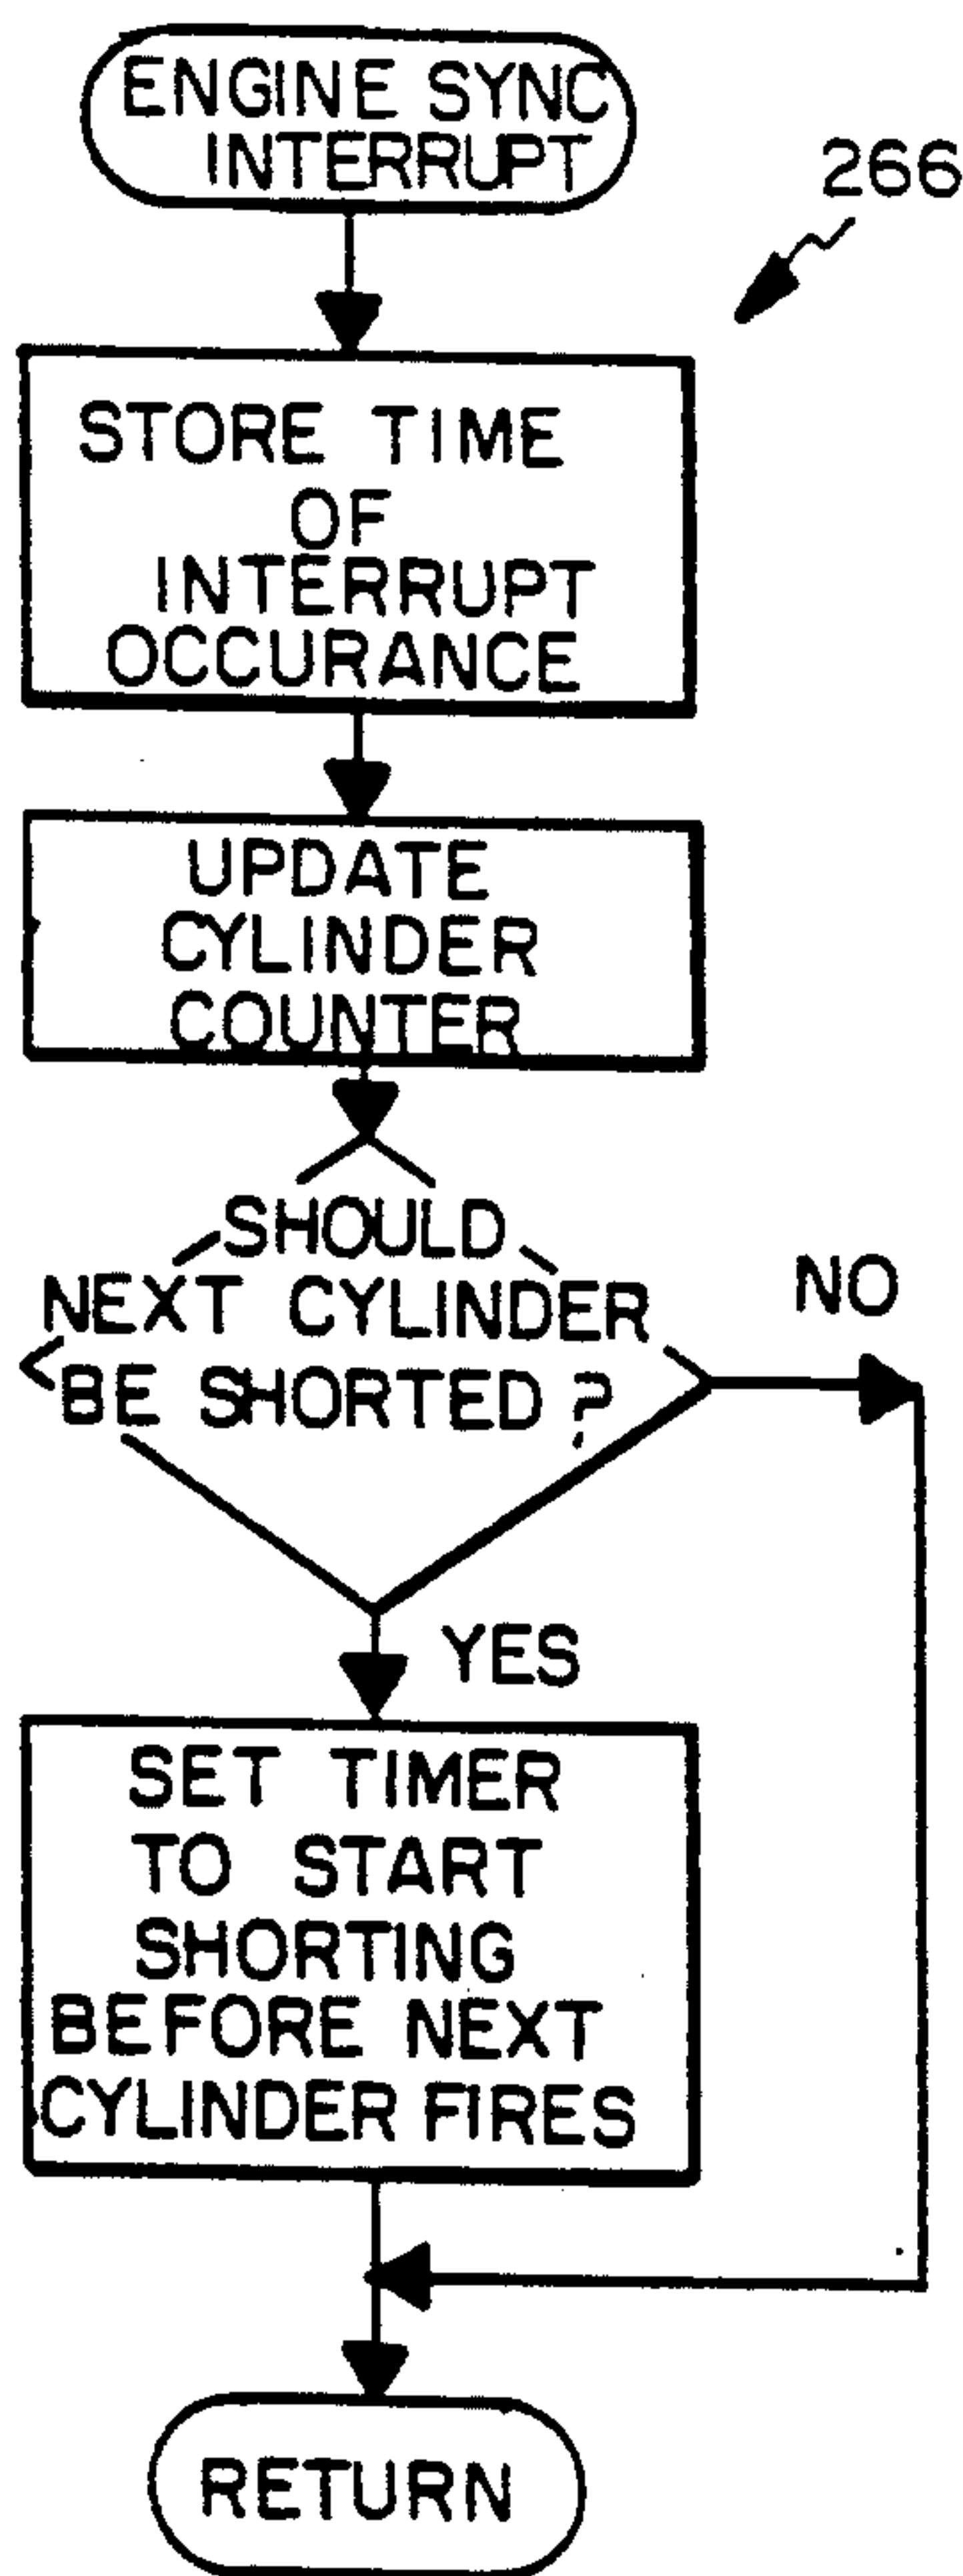 ENGINE SYNC
INTERRUPT
266
STORE TIME
OF
INTERRUPT
OCCURANCE
UPDATE
CYLINDER
COUNTER
SHOULD
NEXT CYLINDER
BE SHORTED?
NO
YES
SET TIMER
TO START
SHORTING
BEFORE NEXT
CYLINDER FIRES
RETURN